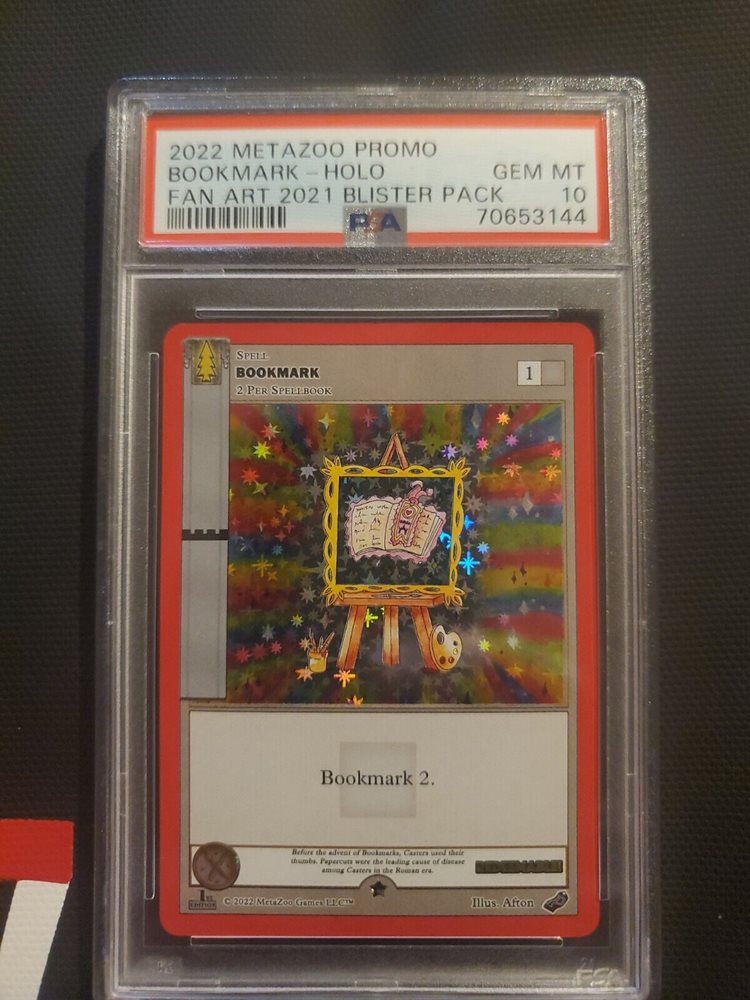 2022 METAZOO PROMO
BOOKMARK - HOLO GEM MT
FAN ART 2021 BLISTER PACK 10
PSA 70653144
SPELL
BOOKMARK 1
2 PER SPELLBOOK
Bookmark 2.
Before the advent of Bookmarks, Casters used their
thumbs. Papercuts were the leading cause of disease
among Casters in the Roman era.
1ST
EDITION © 2022 MetaZoo Games LLC™ Illus. Afton